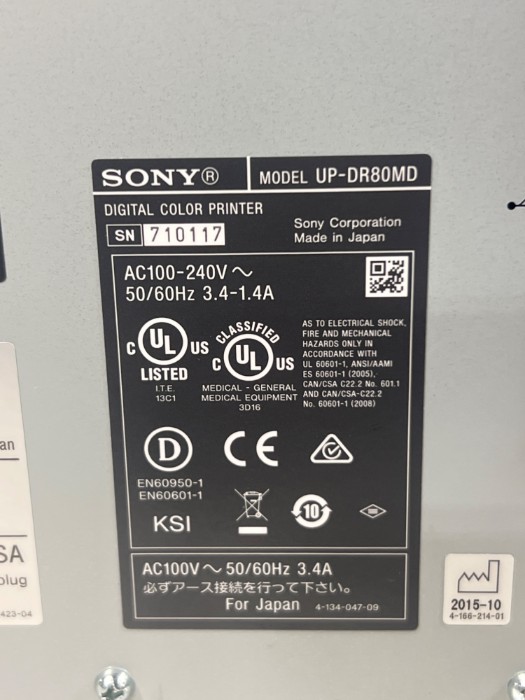 SONY®
MODEL UP-DR80MD
DIGITAL COLOR PRINTER
SN 710117
Sony Corporation
Made in Japan
AC100-240V ～
50/60Hz 3.4-1.4A
C UL US
LISTED
I.T.E.
13C1
CLASSIFIED
C UL US
MEDICAL - GENERAL
MEDICAL EQUIPMENT
3D16
AS TO ELECTRICAL SHOCK,
FIRE AND MECHANICAL
HAZARDS ONLY IN
ACCORDANCE WITH
UL 60601-1, ANSI/AAMI
ES 60601-1 (2005),
CAN/CSA C22.2 No. 601.1
AND CAN/CSA-C22.2
No. 60601-1 (2008)
D
CE
EN60950-1
EN60601-1
KSI
10
AC100V ～ 50/60Hz 3.4A
必ずアース接続を行って下さい。
For Japan 4-134-047-09
2015-10
4-166-214-01
an
SA
plug
423-04